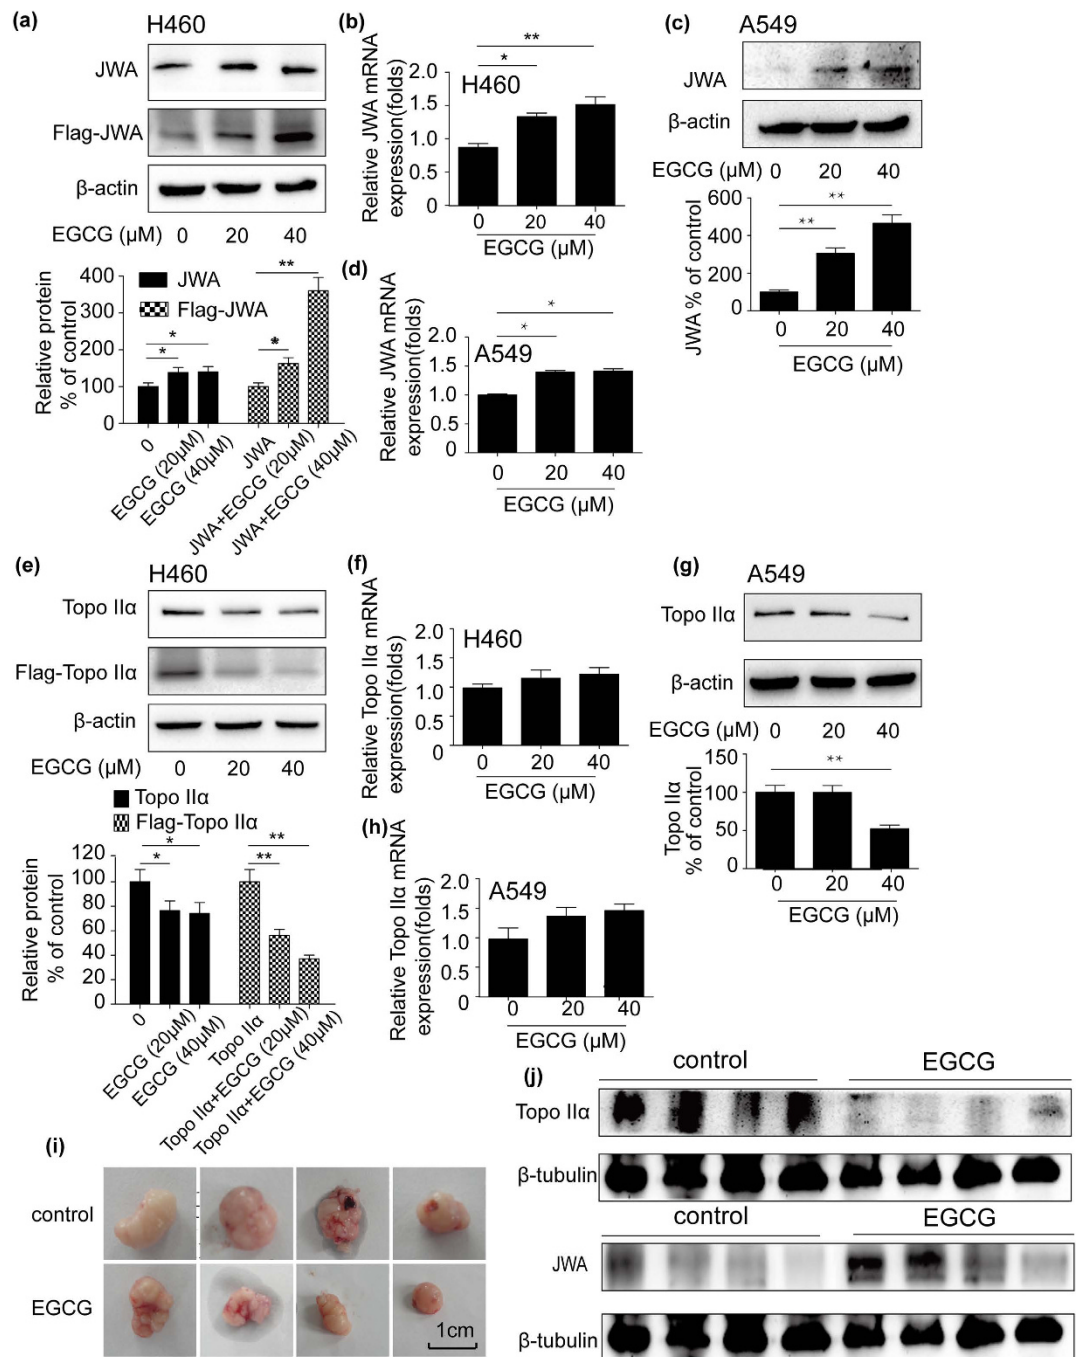 (a)
H460
JWA
Flag-JWA
β-actin
EGCG (µM) 0 20 40
Relative protein
% of control
400
300
200
100
0
JWA
Flag-JWA
* * * **
0
EGCG (20µM)
EGCG (40µM)
JWA
JWA+EGCG (20µM)
JWA+EGCG (40µM)
(b)
Relative JWA mRNA
expression(folds)
2.0
1.5
1.0
0.5
0
H460
**
*
0 20 40
EGCG (µM)
(c)
A549
JWA
β-actin
EGCG (µM) 0 20 40
JWA % of control
600
400
200
0
**
**
0 20 40
EGCG (µM)
(d)
Relative JWA mRNA
expression(folds)
2.0
1.5
1.0
0.5
0
A549
*
*
0 20 40
EGCG (µM)
(e)
H460
Topo IIα
Flag-Topo IIα
β-actin
EGCG (µM) 0 20 40
Topo IIα
Flag-Topo IIα
Relative protein
% of control
120
100
80
60
40
20
0
* * ** **
0
EGCG (20µM)
EGCG (40µM)
Topo IIα
Topo IIα+EGCG (20µM)
Topo IIα+EGCG (40µM)
(f)
Relative Topo IIα mRNA
expression(folds)
2.0
1.5
1.0
0.5
0
H460
0 20 40
EGCG (µM)
(g)
A549
Topo IIα
β-actin
EGCG (µM) 0 20 40
Topo IIα
% of control
150
100
50
0
**
0 20 40
EGCG (µM)
(h)
Relative Topo IIα mRNA
expression(folds)
2.0
1.5
1.0
0.5
0
A549
0 20 40
EGCG (µM)
(i)
control
EGCG
1cm
(j)
control EGCG
Topo IIα
β-tubulin
control EGCG
JWA
β-tubulin